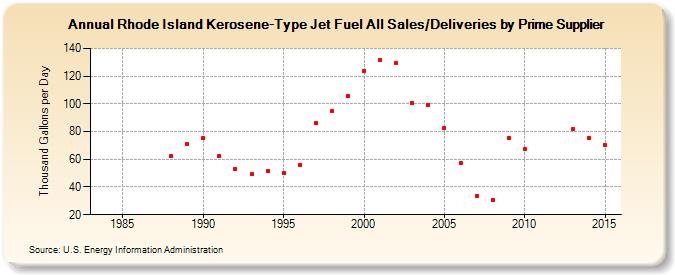 Annual Rhode Island Kerosene-Type Jet Fuel All Sales/Deliveries by Prime Supplier
Thousand Gallons per Day
140
120
100
80
60
40
20
1985 1990 1995 2000 2005 2010 2015
Source: U.S. Energy Information Administration